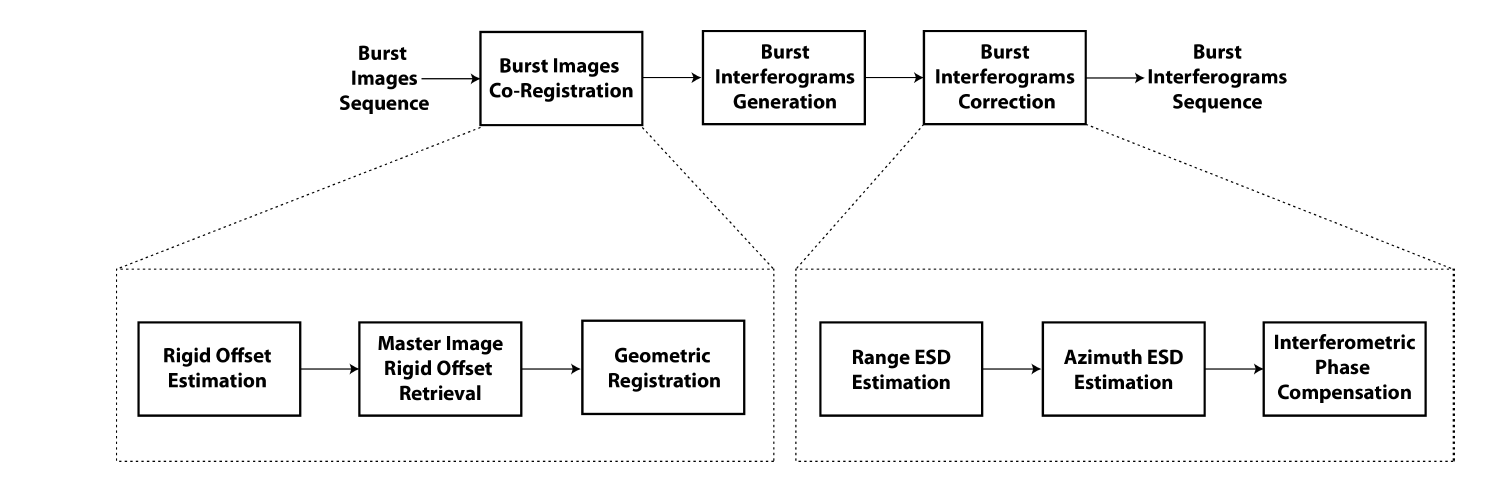 Burst
Images
Sequence
Burst Images
Co-Registration
Burst
Interferograms
Generation
Burst
Interferograms
Correction
Burst
Interferograms
Sequence
Rigid Offset
Estimation
Master Image
Rigid Offset
Retrieval
Geometric
Registration
Range ESD
Estimation
Azimuth ESD
Estimation
Interferometric
Phase
Compensation